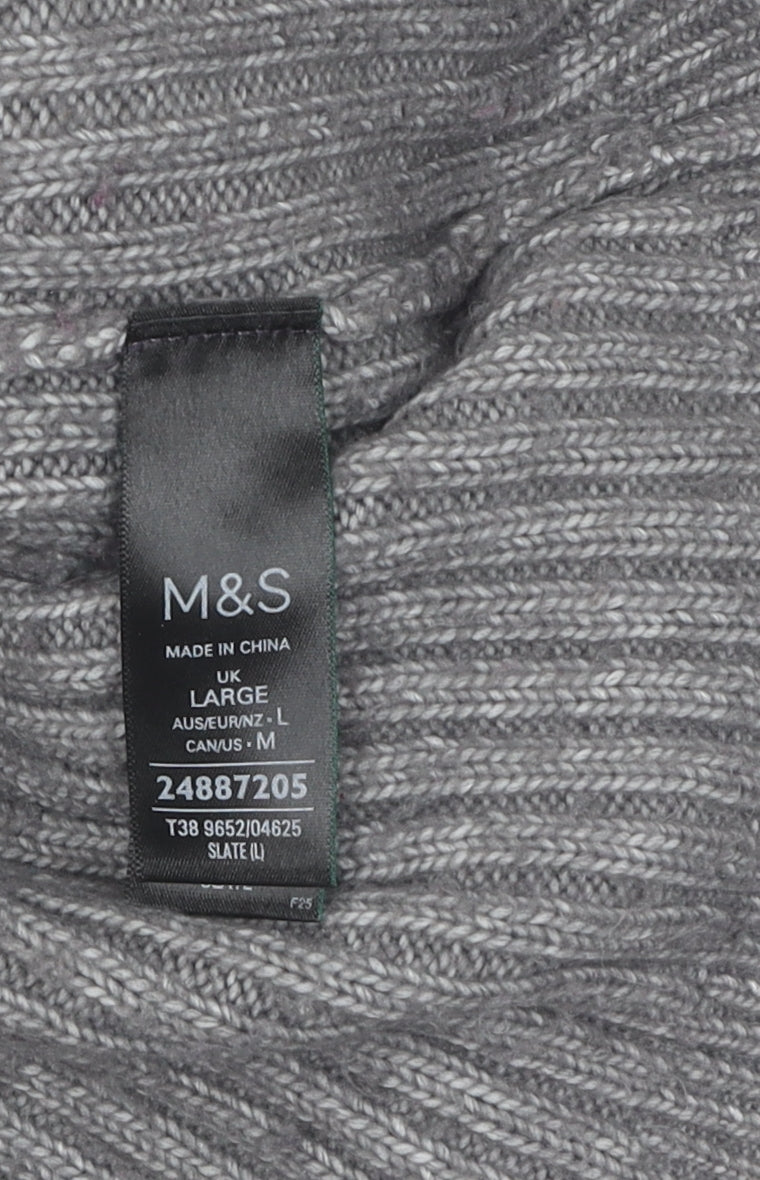 M&S
MADE IN CHINA
UK
LARGE
AUS/EUR/NZ • L
CAN/US • M
24887205
T38 9652/04625
SLATE (L)
F25